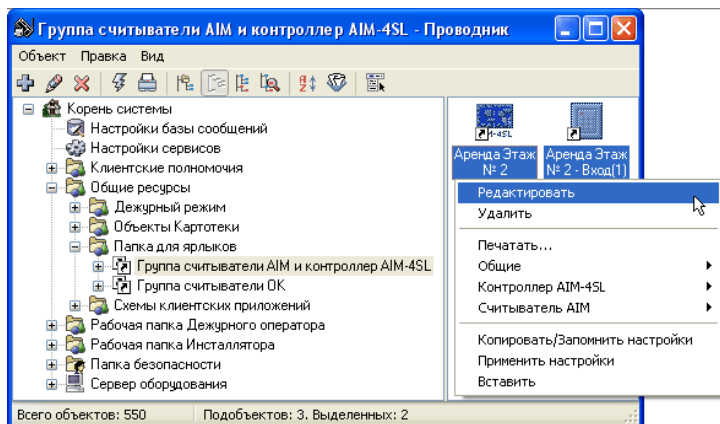 Группа считыватели AIM и контроллер AIM-4SL - Проводник
Объект Правка Вид
Корень системы
Настройки базы сообщений
Настройки сервисов
Клиентские полномочия
Общие ресурсы
Дежурный режим
Объекты Картотеки
Папка для ярлыков
Группа считыватели AIM и контроллер AIM-4SL
Группа считыватели OK
Схемы клиентских приложений
Рабочая папка Дежурного оператора
Рабочая папка Инсталлятора
Папка безопасности
Сервер оборудования
Аренда Этаж № 2
Аренда Этаж № 2 - Вход(1)
Редактировать
Удалить
Печатать...
Общие
Контроллер AIM-4SL
Считыватель AIM
Копировать/Запомнить настройки
Применить настройки
Вставить
Всего объектов: 550 Подобъектов: 3. Выделенных: 2